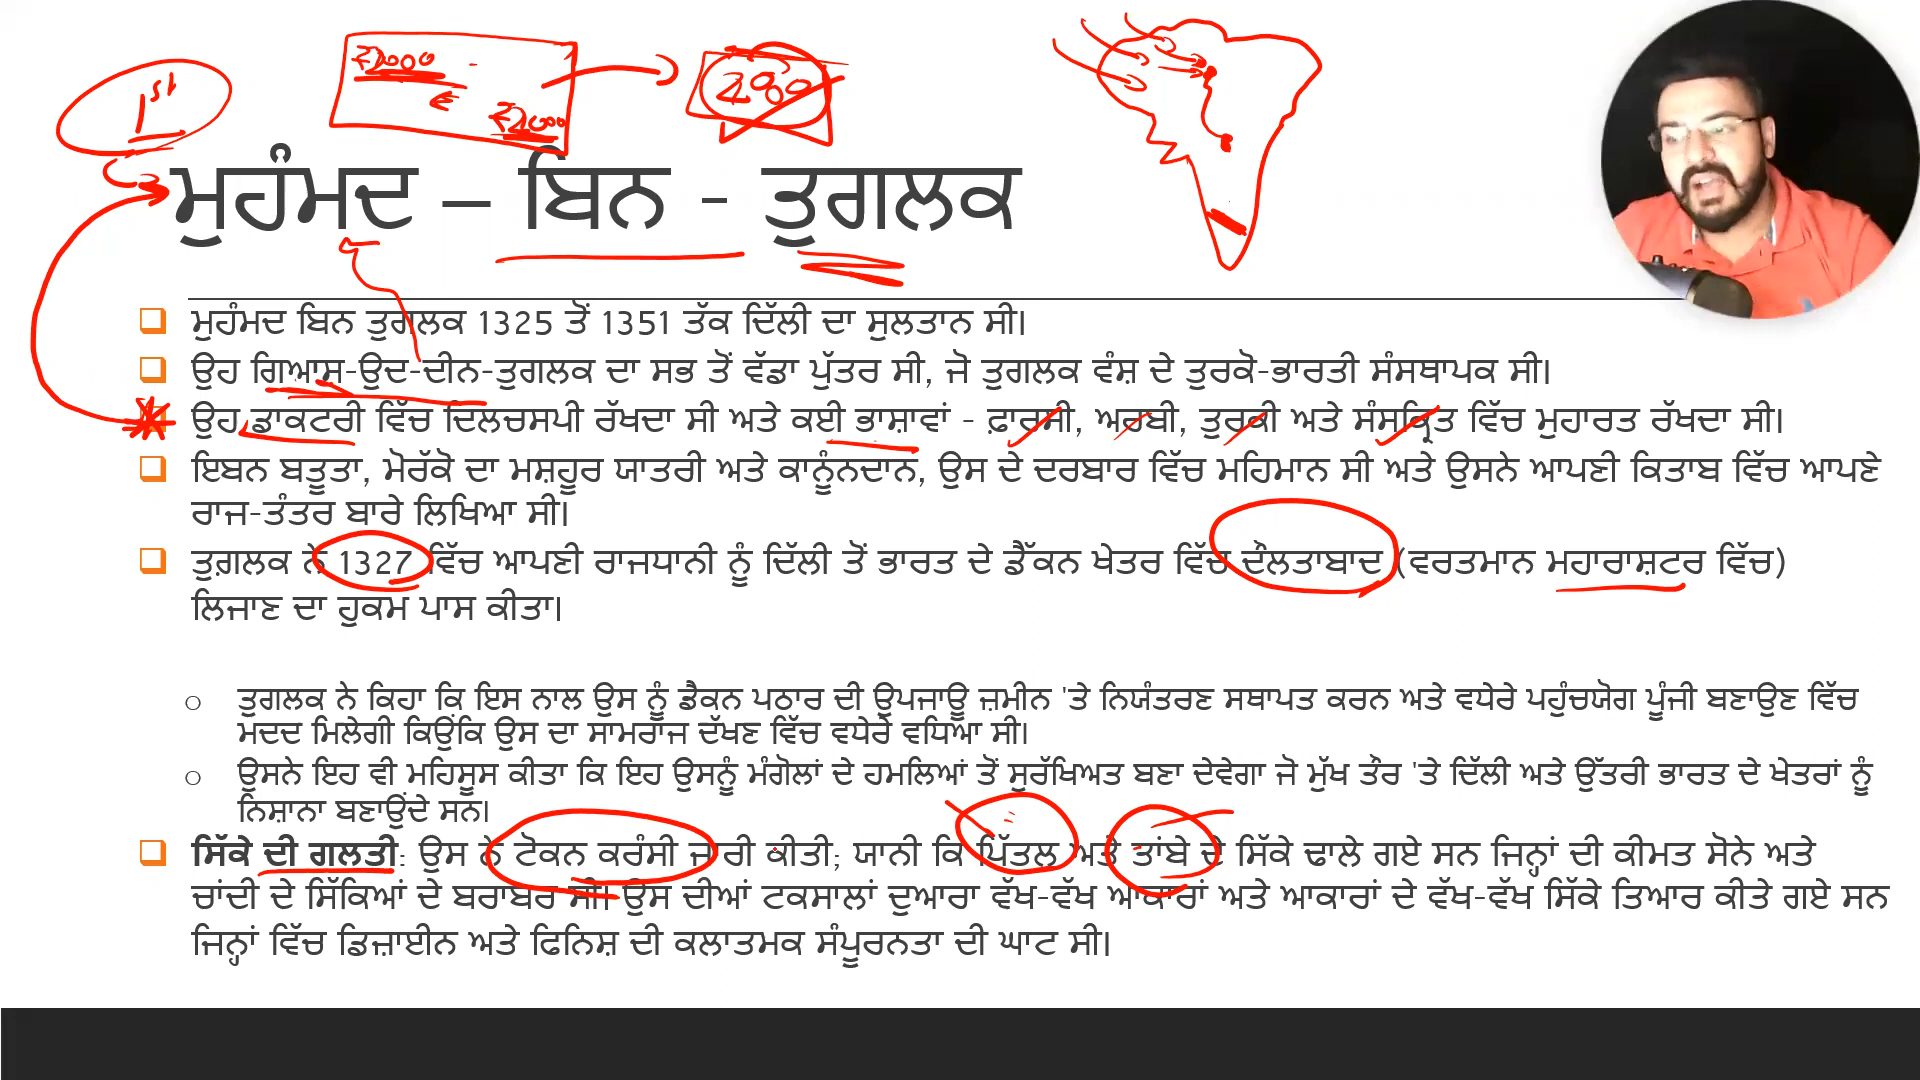 1st
₹2000
₹2000
ਮੁਹੰਮਦ – ਬਿਨ - ਤੁਗਲਕ
ਮੁਹੰਮਦ ਬਿਨ ਤੁਗਲਕ 1325 ਤੋਂ 1351 ਤੱਕ ਦਿੱਲੀ ਦਾ ਸੁਲਤਾਨ ਸੀ।
ਉਹ ਗਿਆਸ-ਉਦ-ਦੀਨ-ਤੁਗਲਕ ਦਾ ਸਭ ਤੋਂ ਵੱਡਾ ਪੁੱਤਰ ਸੀ, ਜੋ ਤੁਗਲਕ ਵੰਸ਼ ਦੇ ਤੁਰਕੋ-ਭਾਰਤੀ ਸੰਸਥਾਪਕ ਸੀ।
ਉਹ ਡਾਕਟਰੀ ਵਿੱਚ ਦਿਲਚਸਪੀ ਰੱਖਦਾ ਸੀ ਅਤੇ ਕਈ ਭਾਸ਼ਾਵਾਂ - ਫ਼ਾਰਸੀ, ਅਰਬੀ, ਤੁਰਕੀ ਅਤੇ ਸੰਸਕ੍ਰਿਤ ਵਿੱਚ ਮੁਹਾਰਤ ਰੱਖਦਾ ਸੀ।
ਇਬਨ ਬਤੂਤਾ, ਮੋਰੱਕੋ ਦਾ ਮਸ਼ਹੂਰ ਯਾਤਰੀ ਅਤੇ ਕਾਨੂੰਨਦਾਨ, ਉਸ ਦੇ ਦਰਬਾਰ ਵਿੱਚ ਮਹਿਮਾਨ ਸੀ ਅਤੇ ਉਸਨੇ ਆਪਣੀ ਕਿਤਾਬ ਵਿੱਚ ਆਪਣੇ
ਰਾਜ-ਤੰਤਰ ਬਾਰੇ ਲਿਖਿਆ ਸੀ।
ਤੁਗ਼ਲਕ ਨੇ 1327 ਵਿੱਚ ਆਪਣੀ ਰਾਜਧਾਨੀ ਨੂੰ ਦਿੱਲੀ ਤੋਂ ਭਾਰਤ ਦੇ ਡੈੱਕਨ ਖੇਤਰ ਵਿੱਚ ਦੌਲਤਾਬਾਦ (ਵਰਤਮਾਨ ਮਹਾਰਾਸ਼ਟਰ ਵਿੱਚ)
ਲਿਜਾਣ ਦਾ ਹੁਕਮ ਪਾਸ ਕੀਤਾ।
ਤੁਗਲਕ ਨੇ ਕਿਹਾ ਕਿ ਇਸ ਨਾਲ ਉਸ ਨੂੰ ਡੈਕਨ ਪਠਾਰ ਦੀ ਉਪਜਾਊ ਜ਼ਮੀਨ 'ਤੇ ਨਿਯੰਤਰਣ ਸਥਾਪਤ ਕਰਨ ਅਤੇ ਵਧੇਰੇ ਪਹੁੰਚਯੋਗ ਪੂੰਜੀ ਬਣਾਉਣ ਵਿੱਚ
ਮਦਦ ਮਿਲੇਗੀ ਕਿਉਂਕਿ ਉਸ ਦਾ ਸਾਮਰਾਜ ਦੱਖਣ ਵਿੱਚ ਵਧੇਰੇ ਵਧਿਆ ਸੀ।
ਉਸਨੇ ਇਹ ਵੀ ਮਹਿਸੂਸ ਕੀਤਾ ਕਿ ਇਹ ਉਸਨੂੰ ਮੰਗੋਲਾਂ ਦੇ ਹਮਲਿਆਂ ਤੋਂ ਸੁਰੱਖਿਅਤ ਬਣਾ ਦੇਵੇਗਾ ਜੋ ਮੁੱਖ ਤੌਰ 'ਤੇ ਦਿੱਲੀ ਅਤੇ ਉੱਤਰੀ ਭਾਰਤ ਦੇ ਖੇਤਰਾਂ ਨੂੰ
ਨਿਸ਼ਾਨਾ ਬਣਾਉਂਦੇ ਸਨ।
ਸਿੱਕੇ ਦੀ ਗਲਤੀ: ਉਸ ਨੇ ਟੋਕਨ ਕਰੰਸੀ ਜਾਰੀ ਕੀਤੀ; ਯਾਨੀ ਕਿ ਪਿੱਤਲ ਅਤੇ ਤਾਂਬੇ ਦੇ ਸਿੱਕੇ ਢਾਲੇ ਗਏ ਸਨ ਜਿਨ੍ਹਾਂ ਦੀ ਕੀਮਤ ਸੋਨੇ ਅਤੇ
ਚਾਂਦੀ ਦੇ ਸਿੱਕਿਆਂ ਦੇ ਬਰਾਬਰ ਸੀ। ਉਸ ਦੀਆਂ ਟਕਸਾਲਾਂ ਦੁਆਰਾ ਵੱਖ-ਵੱਖ ਆਕਾਰਾਂ ਅਤੇ ਆਕਾਰਾਂ ਦੇ ਵੱਖ-ਵੱਖ ਸਿੱਕੇ ਤਿਆਰ ਕੀਤੇ ਗਏ ਸਨ
ਜਿਨ੍ਹਾਂ ਵਿੱਚ ਡਿਜ਼ਾਈਨ ਅਤੇ ਫਿਨਿਸ਼ ਦੀ ਕਲਾਤਮਕ ਸੰਪੂਰਨਤਾ ਦੀ ਘਾਟ ਸੀ।